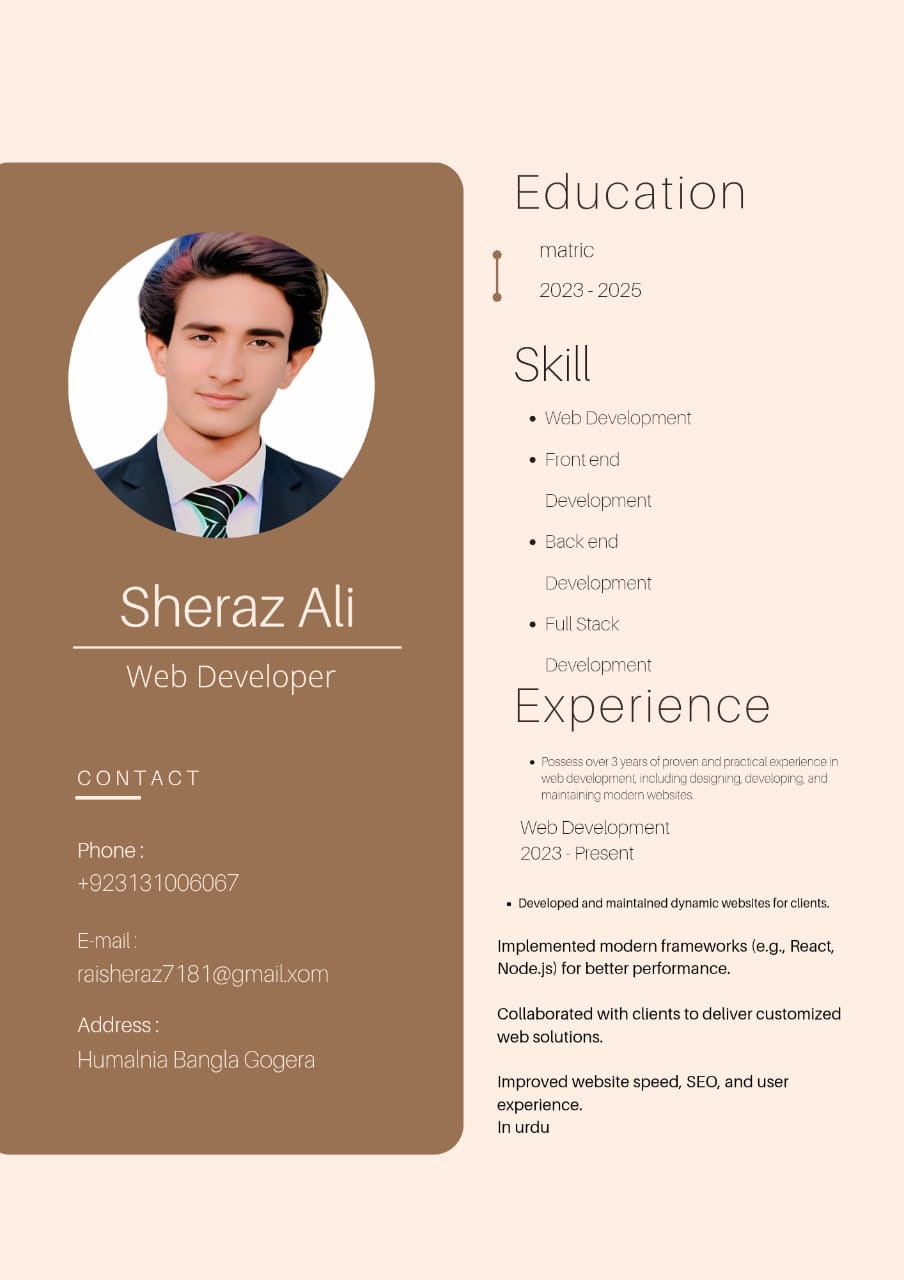 Sheraz Ali
Web Developer
CONTACT
Phone :
+923131006067
E-mail :
raisheraz7181@gmail.xom
Address :
Humalnia Bangla Gogera
Education
matric
2023 - 2025
Skill
• Web Development
• Front end
Development
• Back end
Development
• Full Stack
Development
Experience
• Possess over 3 years of proven and practical experience in
web development, including designing, developing, and
maintaining modern websites.
Web Development
2023 - Present
• Developed and maintained dynamic websites for clients.
Implemented modern frameworks (e.g., React,
Node.js) for better performance.
Collaborated with clients to deliver customized
web solutions.
Improved website speed, SEO, and user
experience.
In urdu